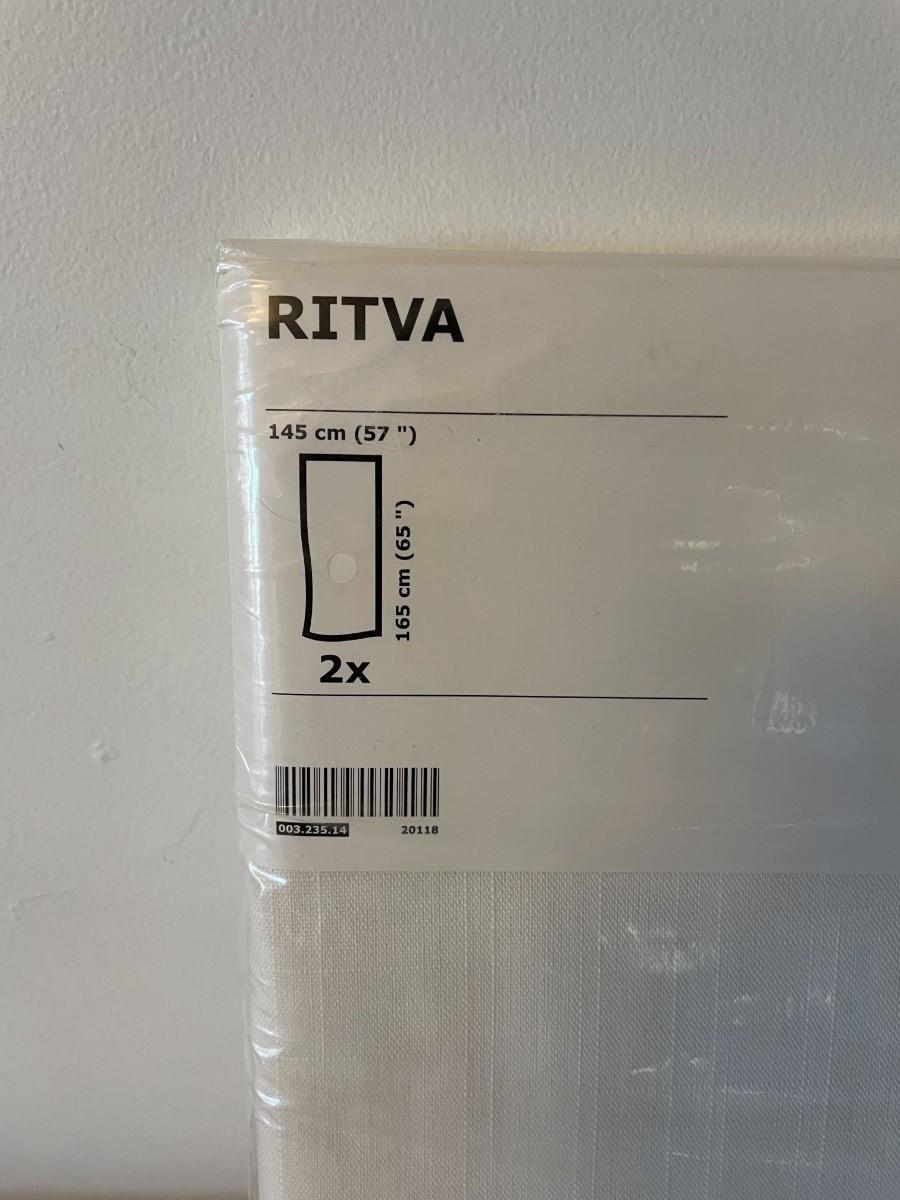 RITVA
145 cm (57 ")
165 cm (65 ")
2x
003.235.14 20118